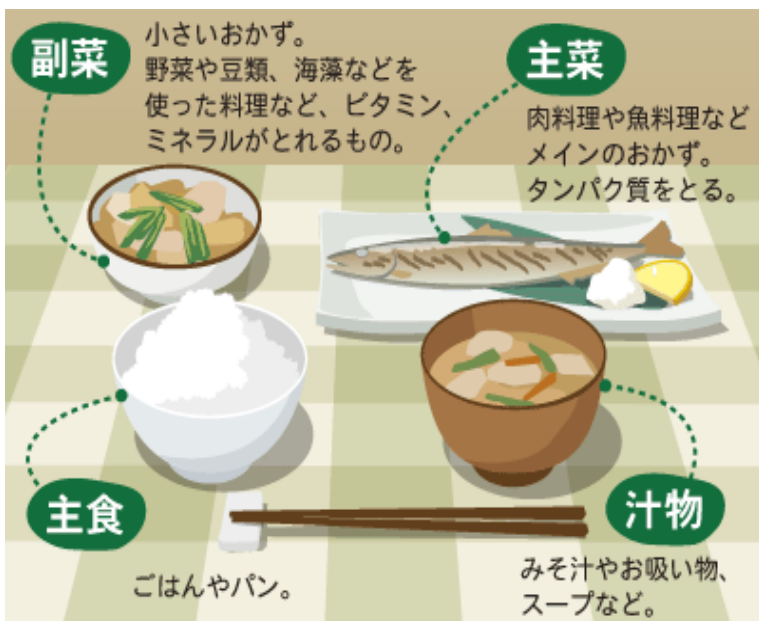 副菜
小さいおかず。
野菜や豆類、海藻などを
使った料理など、ビタミン、
ミネラルがとれるもの。
主菜
肉料理や魚料理など
メインのおかず。
タンパク質をとる。
主食
ごはんやパン。
汁物
みそ汁やお吸い物、
スープなど。